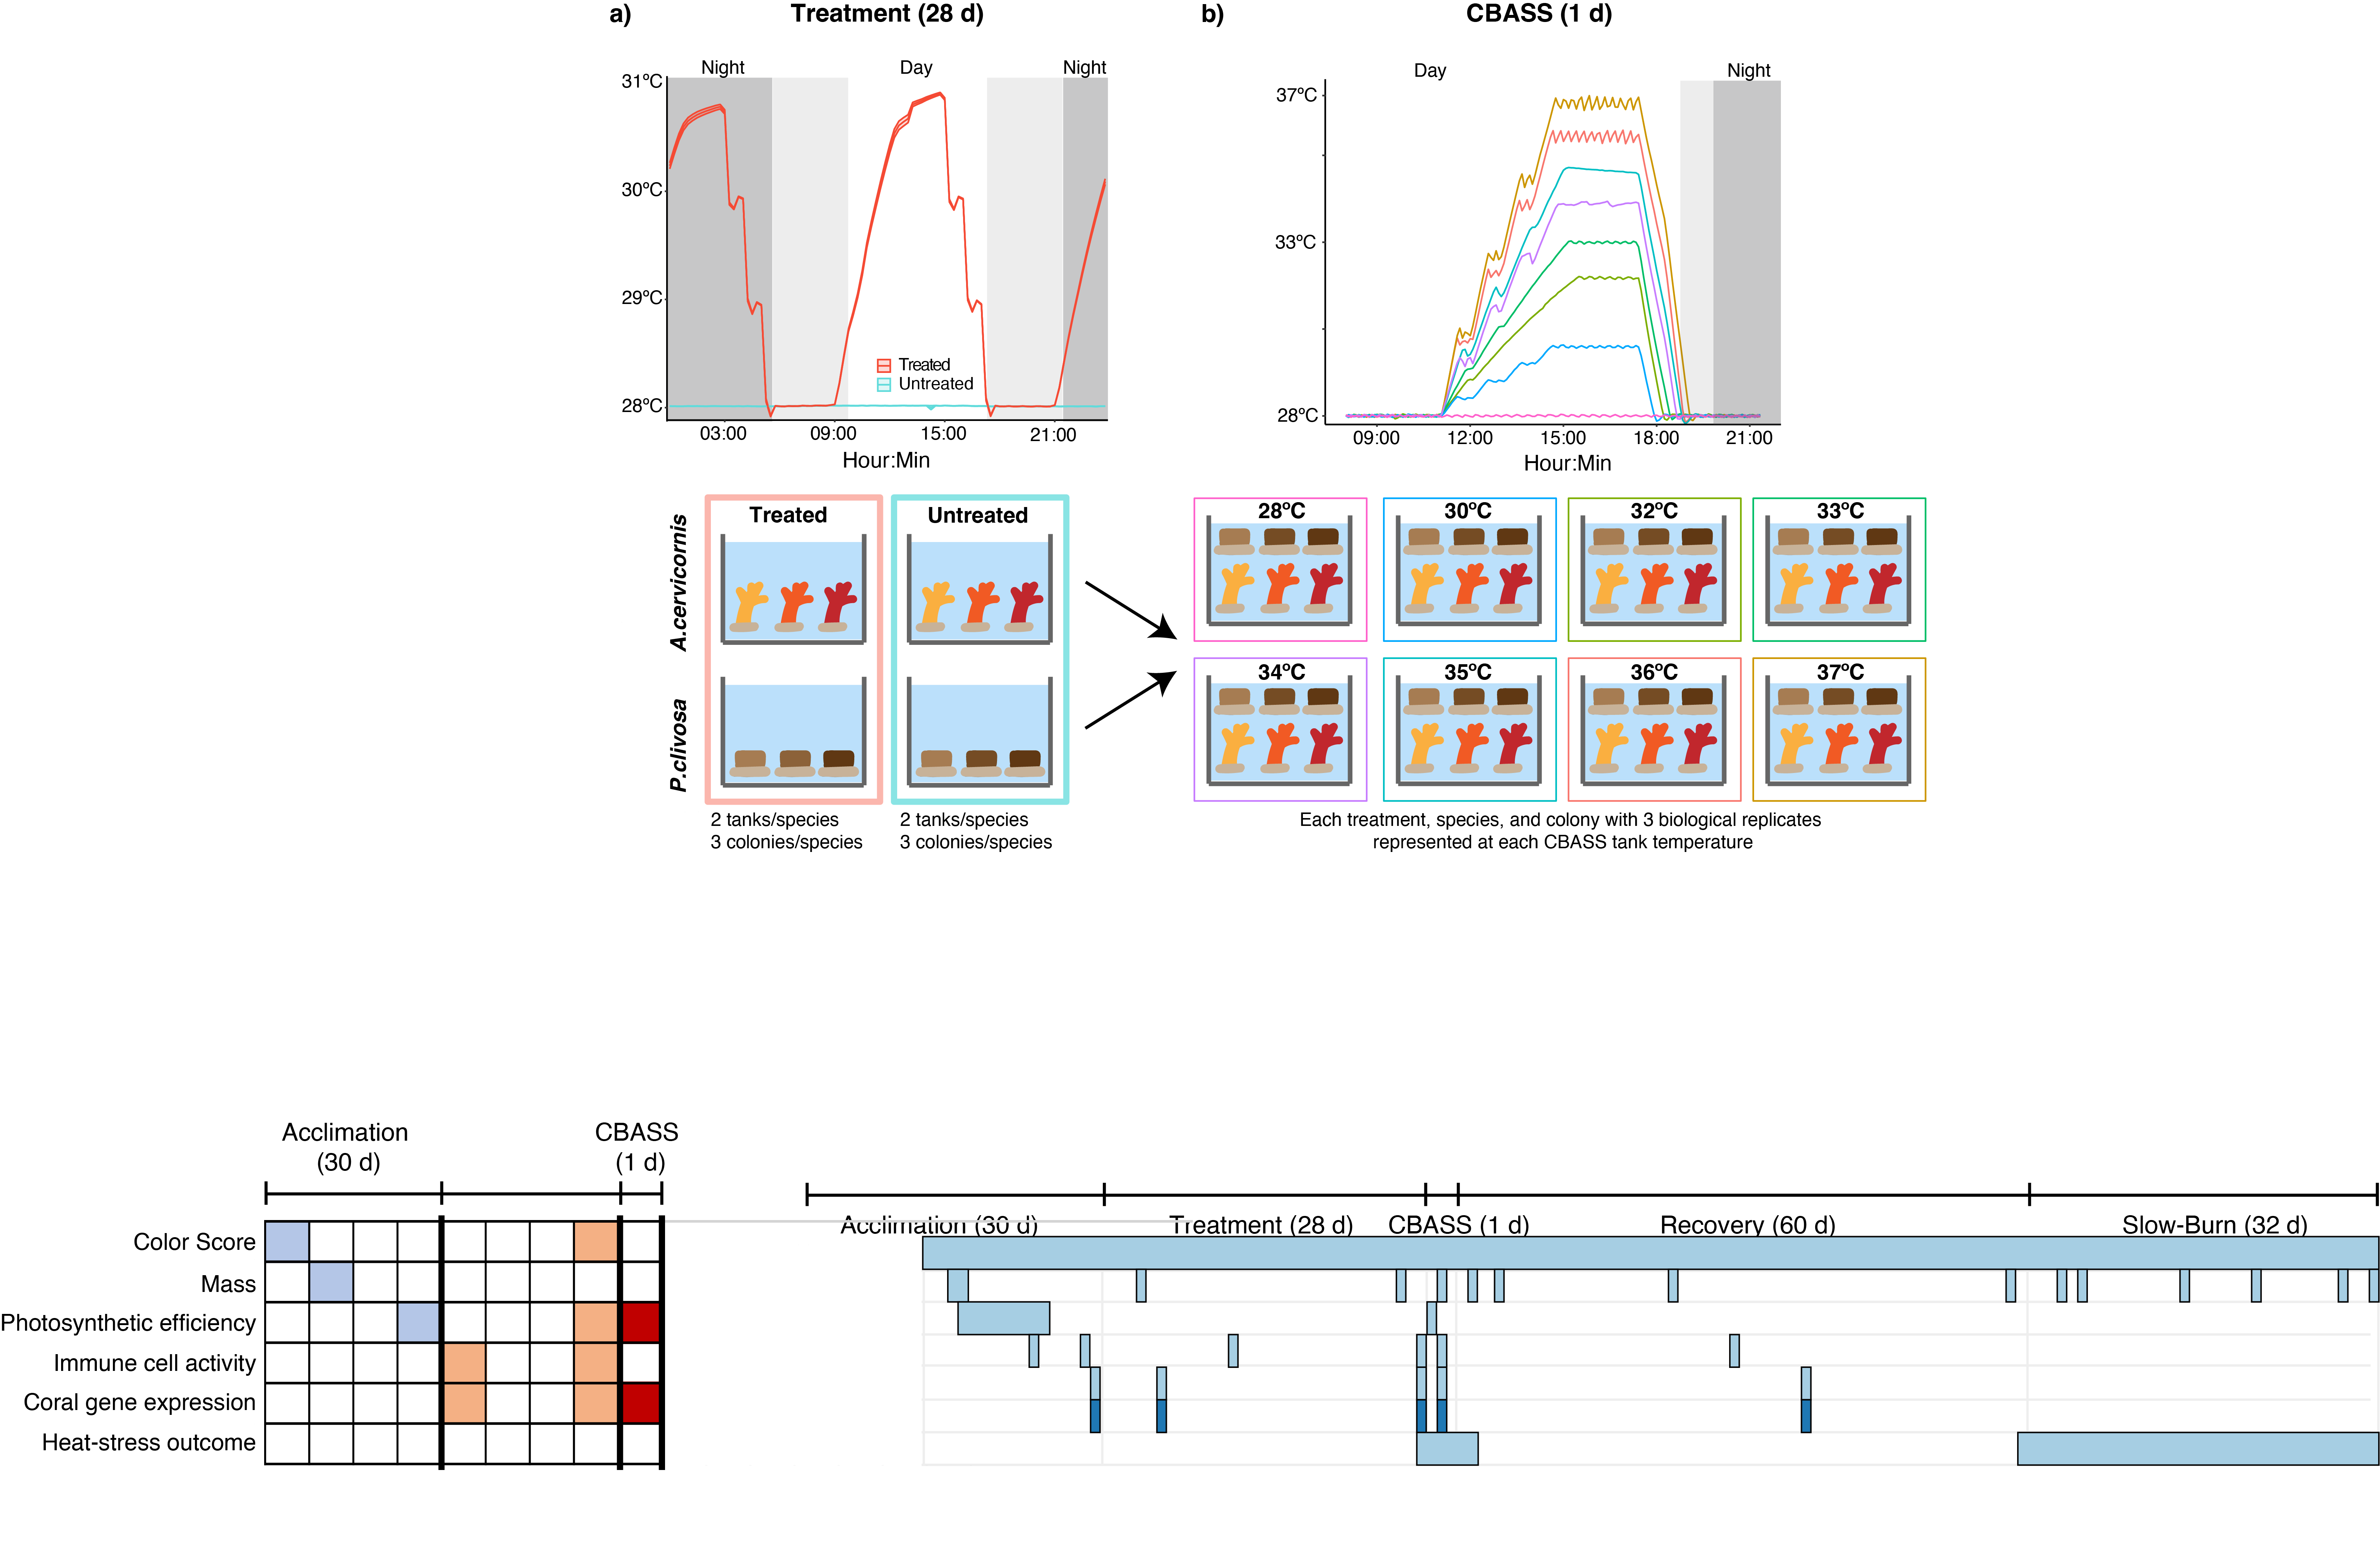 a) Treatment (28 d)
b) CBASS (1 d)
Night Day Night
31ºC
30ºC
29ºC
28ºC
Treated
Untreated
03:00 09:00 15:00 21:00
Hour:Min
Day Night
37ºC
33ºC
28ºC
09:00 12:00 15:00 18:00 21:00
Hour:Min
A.cervicornis
P.clivosa
Treated
Untreated
2 tanks/species
3 colonies/species
2 tanks/species
3 colonies/species
28ºC 30ºC 32ºC 33ºC
34ºC 35ºC 36ºC 37ºC
Each treatment, species, and colony with 3 biological replicates
represented at each CBASS tank temperature
Acclimation
(30 d)
CBASS
(1 d)
Color Score
Mass
Photosynthetic efficiency
Immune cell activity
Coral gene expression
Heat-stress outcome
Acclimation (30 d) Treatment (28 d) CBASS (1 d) Recovery (60 d) Slow-Burn (32 d)